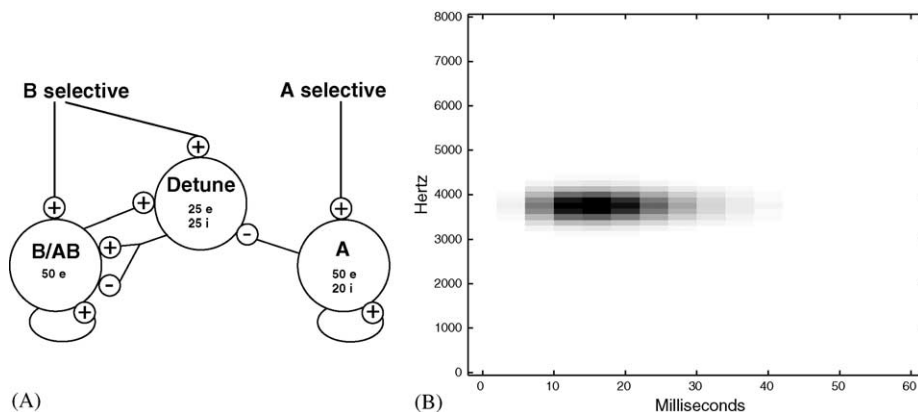 B selective
A selective
+
+
+
Detune
25 e
25 i
+
-
B/AB
50 e
+
-
A
50 e
20 i
+
+
(A)
8000
7000
6000
5000
4000
3000
2000
1000
0
Hertz
0 10 20 30 40 50 60
Milliseconds
(B)